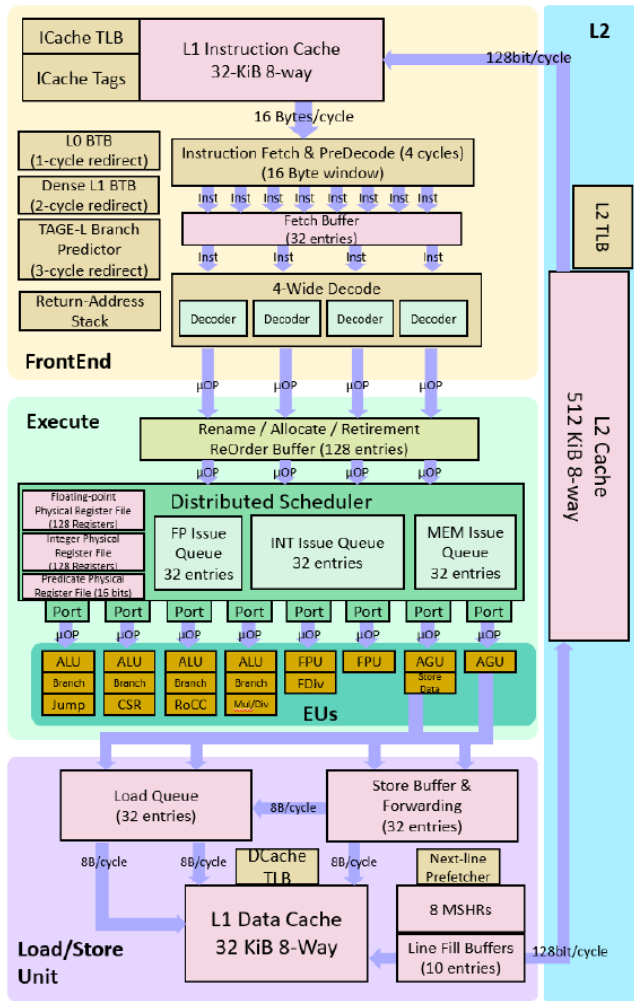 L2
ICache TLB
ICache Tags
L1 Instruction Cache
32-KiB 8-way
128bit/cycle
16 Bytes/cycle
L0 BTB
(1-cycle redirect)
Dense L1 BTB
(2-cycle redirect)
TAGE-L Branch
Predictor
(3-cycle redirect)
Return-Address
Stack
FrontEnd
Instruction Fetch & PreDecode (4 cycles)
(16 Byte window)
Inst Inst Inst Inst Inst Inst Inst Inst
Fetch Buffer
(32 entries)
Inst Inst Inst Inst
4-Wide Decode
Decoder Decoder Decoder Decoder
μOP μOP μOP μOP
L2 TLB
L2 Cache
512 KiB 8-way
Execute
Rename / Allocate / Retirement
ReOrder Buffer (128 entries)
μOP μOP μOP μOP
Distributed Scheduler
Floating-point
Physical Register File
(128 Registers)
Integer Physical
Register File
(128 Registers)
Predicate Physical
Register File (16 bits)
FP Issue
Queue
32 entries
INT Issue Queue
32 entries
MEM Issue
Queue
32 entries
Port Port Port Port Port Port Port Port
μOP μOP μOP μOP μOP μOP μOP μOP
ALU ALU ALU ALU FPU FPU AGU AGU
Branch Branch Branch Branch FDiv Store
Data
Jump CSR RoCC Mul/Div
EUs
Load Queue
(32 entries)
8B/cycle
Store Buffer &
Forwarding
(32 entries)
8B/cycle 8B/cycle 8B/cycle
DCache
TLB
Next-line
Prefetcher
L1 Data Cache
32 KiB 8-Way
8 MSHRs
Line Fill Buffers
(10 entries)
128bit/cycle
Load/Store
Unit